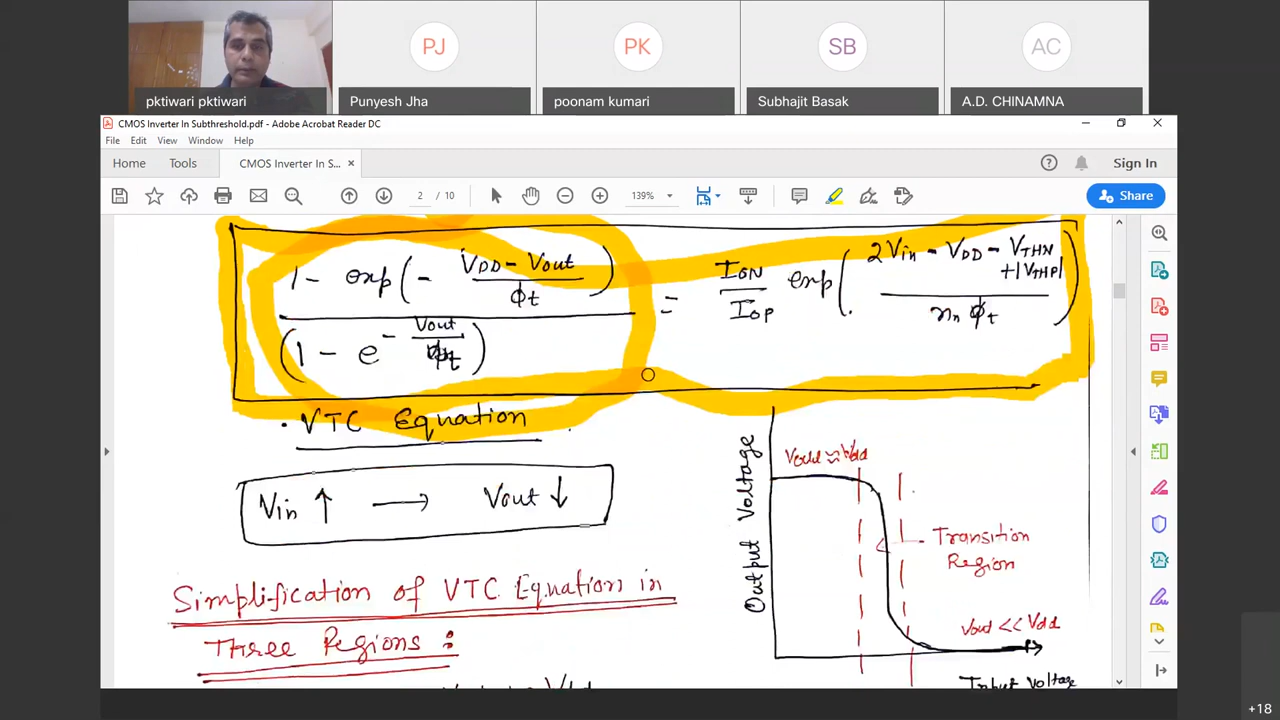 PJ
PK
SB
AC
pktiwari pktiwari
Punyesh Jha
poonam kumari
Subhajit Basak
A.D. CHINAMNA
CMOS Inverter In Subthreshold.pdf - Adobe Acrobat Reader DC
File Edit View Window Help
Home Tools CMOS Inverter In S... × Sign In
2 / 10 139% Share
1 - exp(- VDD - Vout / ϕt) / (1 - e^- Vout / ϕt) = ION / IOP exp(2Vin - VDD - VTHN + |VTHP| / nn ϕt)
· VTC Equation
Vin ↑ → Vout ↓
Output Voltage
Vout ≈ Vdd
Transition
Region
Vout << Vdd
Input Voltage
Simplification of VTC Equation in
Three Regions :
+18